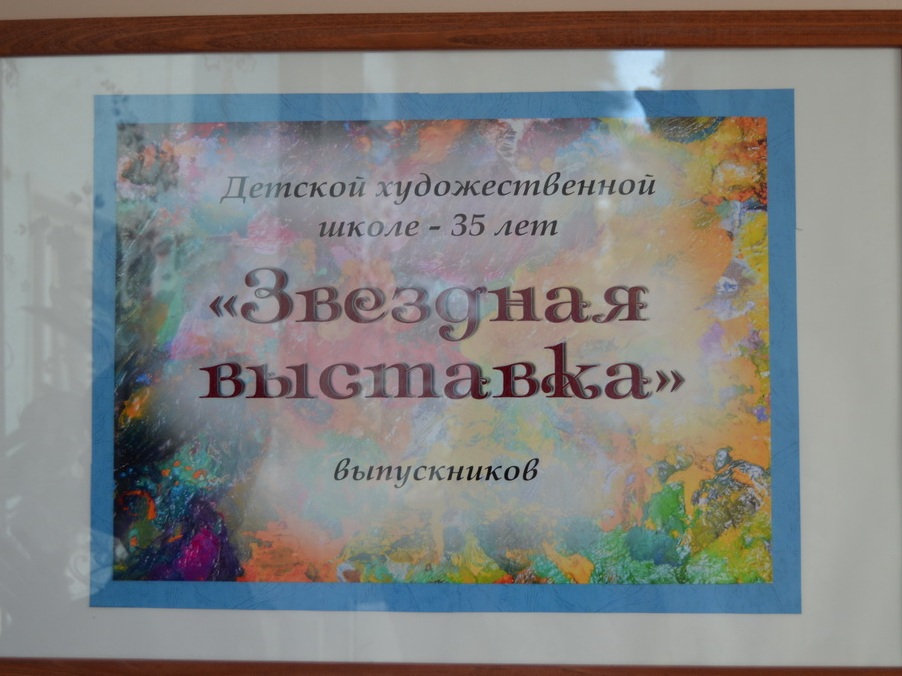 Детской художественной
школе - 35 лет
«Звездная
выставка»
выпускников